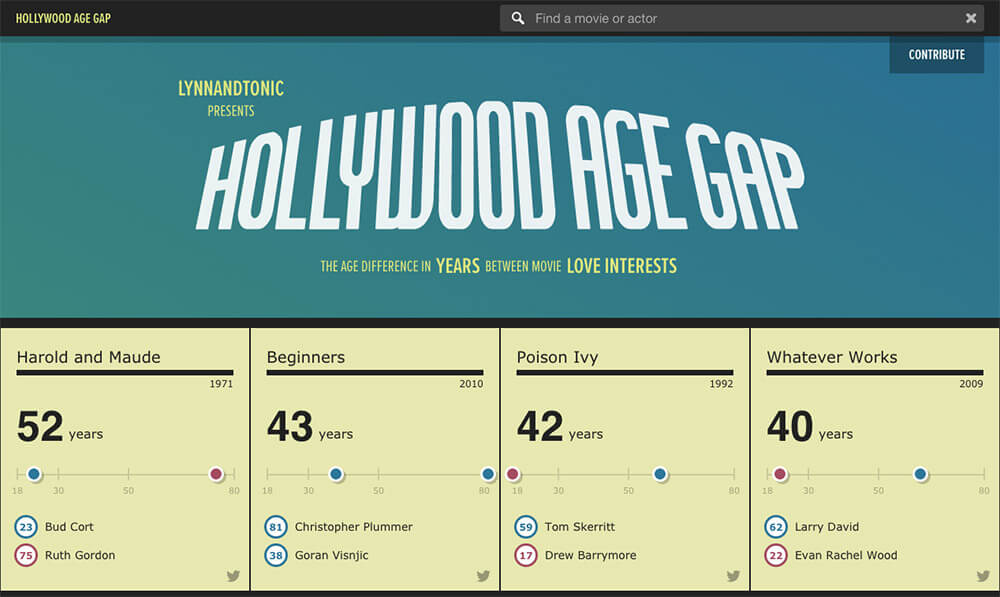 HOLLYWOOD AGE GAP
Find a movie or actor
CONTRIBUTE
LYNNANDTONIC
PRESENTS
HOLLYWOOD AGE GAP
THE AGE DIFFERENCE IN YEARS BETWEEN MOVIE LOVE INTERESTS
Harold and Maude
1971
52 years
18 30 50 80
23 Bud Cort
75 Ruth Gordon
Beginners
2010
43 years
18 30 50 80
81 Christopher Plummer
38 Goran Visnjic
Poison Ivy
1992
42 years
18 30 50 80
59 Tom Skerritt
17 Drew Barrymore
Whatever Works
2009
40 years
18 30 50 80
62 Larry David
22 Evan Rachel Wood